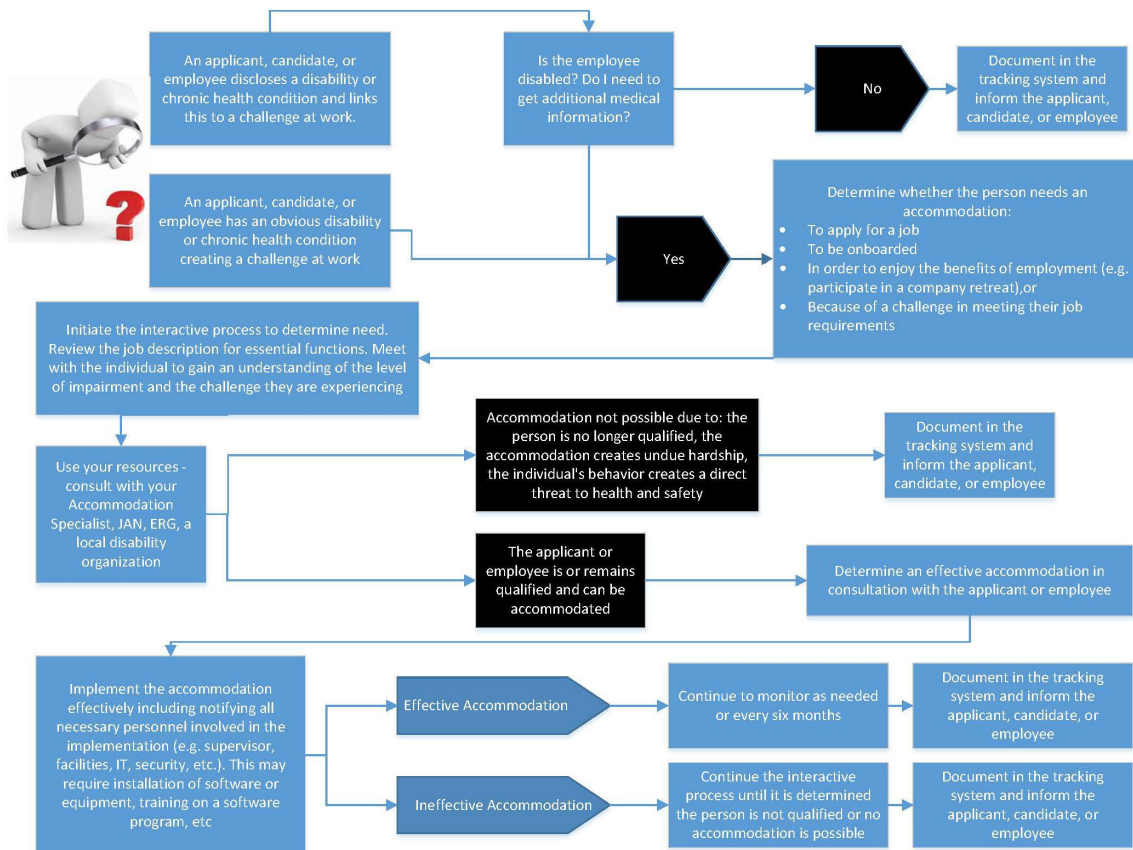 An applicant, candidate, or
employee discloses a disability or
chronic health condition and links
this to a challenge at work.
Is the employee
disabled? Do I need to
get additional medical
information?
No
Document in the
tracking system and
inform the applicant,
candidate, or employee
An applicant, candidate, or
employee has an obvious disability
or chronic health condition
creating a challenge at work
Yes
Determine whether the person needs an
accommodation:
• To apply for a job
• To be onboarded
• In order to enjoy the benefits of employment (e.g.
participate in a company retreat),or
• Because of a challenge in meeting their job
requirements
Initiate the interactive process to determine need.
Review the job description for essential functions. Meet
with the individual to gain an understanding of the level
of impairment and the challenge they are experiencing
Use your resources -
consult with your
Accommodation
Specialist, JAN, ERG, a
local disability
organization
Accommodation not possible due to: the
person is no longer qualified, the
accommodation creates undue hardship,
the individual's behavior creates a direct
threat to health and safety
Document in the
tracking system and
inform the applicant,
candidate, or employee
The applicant or
employee is or remains
qualified and can be
accommodated
Determine an effective accommodation in
consultation with the applicant or employee
Implement the accommodation
effectively including notifying all
necessary personnel involved in the
implementation (e.g. supervisor,
facilities, IT, security, etc.). This may
require installation of software or
equipment, training on a software
program, etc
Effective Accommodation
Continue to monitor as needed
or every six months
Document in the tracking
system and inform the
applicant, candidate, or
employee
Ineffective Accommodation
Continue the interactive
process until it is determined
the person is not qualified or no
accommodation is possible
Document in the tracking
system and inform the
applicant, candidate, or
employee